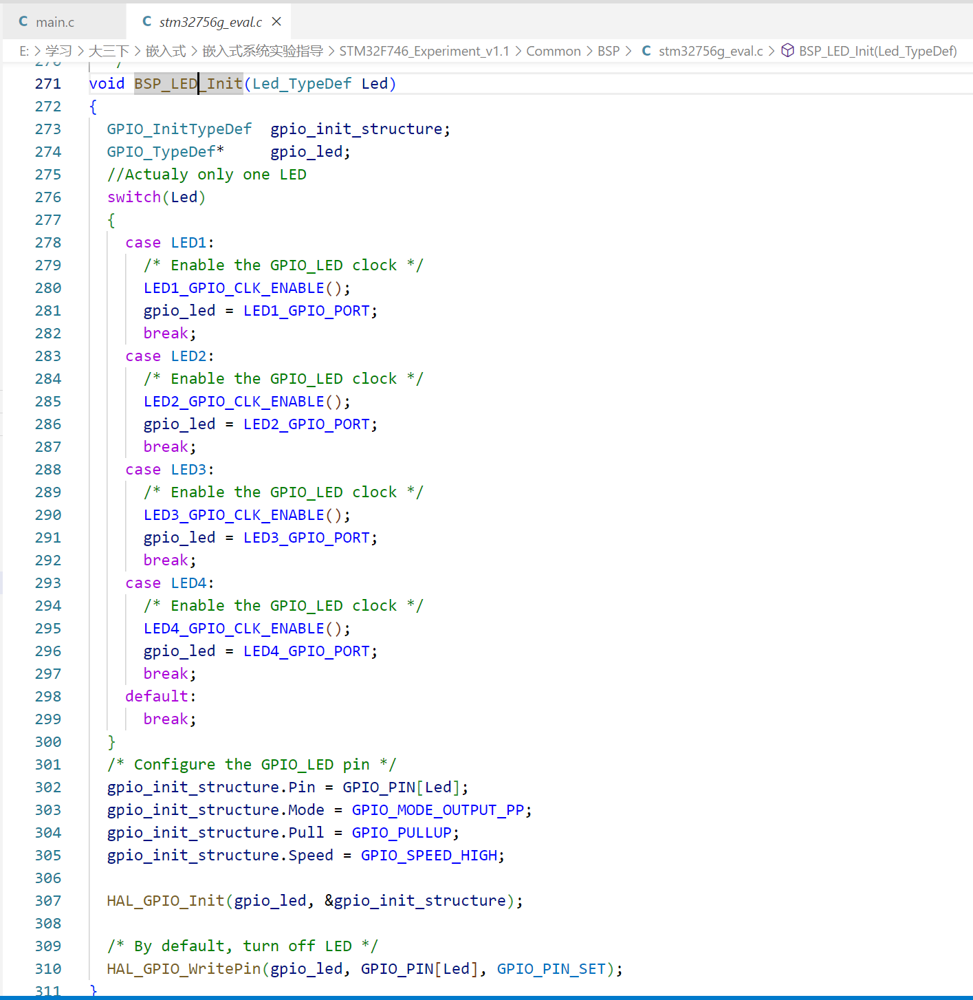 C main.c
C stm32756g_eval.c ×
E: > 学习 > 大三下 > 嵌入式 > 嵌入式系统实验指导 > STM32F746_Experiment_v1.1 > Common > BSP > C stm32756g_eval.c > BSP_LED_Init(Led_TypeDef)
270 */
271 void BSP_LED_Init(Led_TypeDef Led)
272 {
273   GPIO_InitTypeDef  gpio_init_structure;
274   GPIO_TypeDef*     gpio_led;
275   //Actualy only one LED
276   switch(Led)
277   {
278     case LED1:
279       /* Enable the GPIO_LED clock */
280       LED1_GPIO_CLK_ENABLE();
281       gpio_led = LED1_GPIO_PORT;
282       break;
283     case LED2:
284       /* Enable the GPIO_LED clock */
285       LED2_GPIO_CLK_ENABLE();
286       gpio_led = LED2_GPIO_PORT;
287       break;
288     case LED3:
289       /* Enable the GPIO_LED clock */
290       LED3_GPIO_CLK_ENABLE();
291       gpio_led = LED3_GPIO_PORT;
292       break;
293     case LED4:
294       /* Enable the GPIO_LED clock */
295       LED4_GPIO_CLK_ENABLE();
296       gpio_led = LED4_GPIO_PORT;
297       break;
298     default:
299       break;
300   }
301   /* Configure the GPIO_LED pin */
302   gpio_init_structure.Pin = GPIO_PIN[Led];
303   gpio_init_structure.Mode = GPIO_MODE_OUTPUT_PP;
304   gpio_init_structure.Pull = GPIO_PULLUP;
305   gpio_init_structure.Speed = GPIO_SPEED_HIGH;
306
307   HAL_GPIO_Init(gpio_led, &gpio_init_structure);
308
309   /* By default, turn off LED */
310   HAL_GPIO_WritePin(gpio_led, GPIO_PIN[Led], GPIO_PIN_SET);
311 }